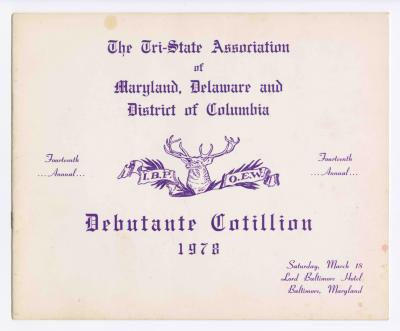 The Tri-State Association
of
Maryland, Delaware and
District of Columbia
Fourteenth
...Annual...
I.B.P.
O.E.W.
Fourteenth
...Annual...
Debutante Cotillion
1978
Saturday, March 18
Lord Baltimore Hotel
Baltimore, Maryland